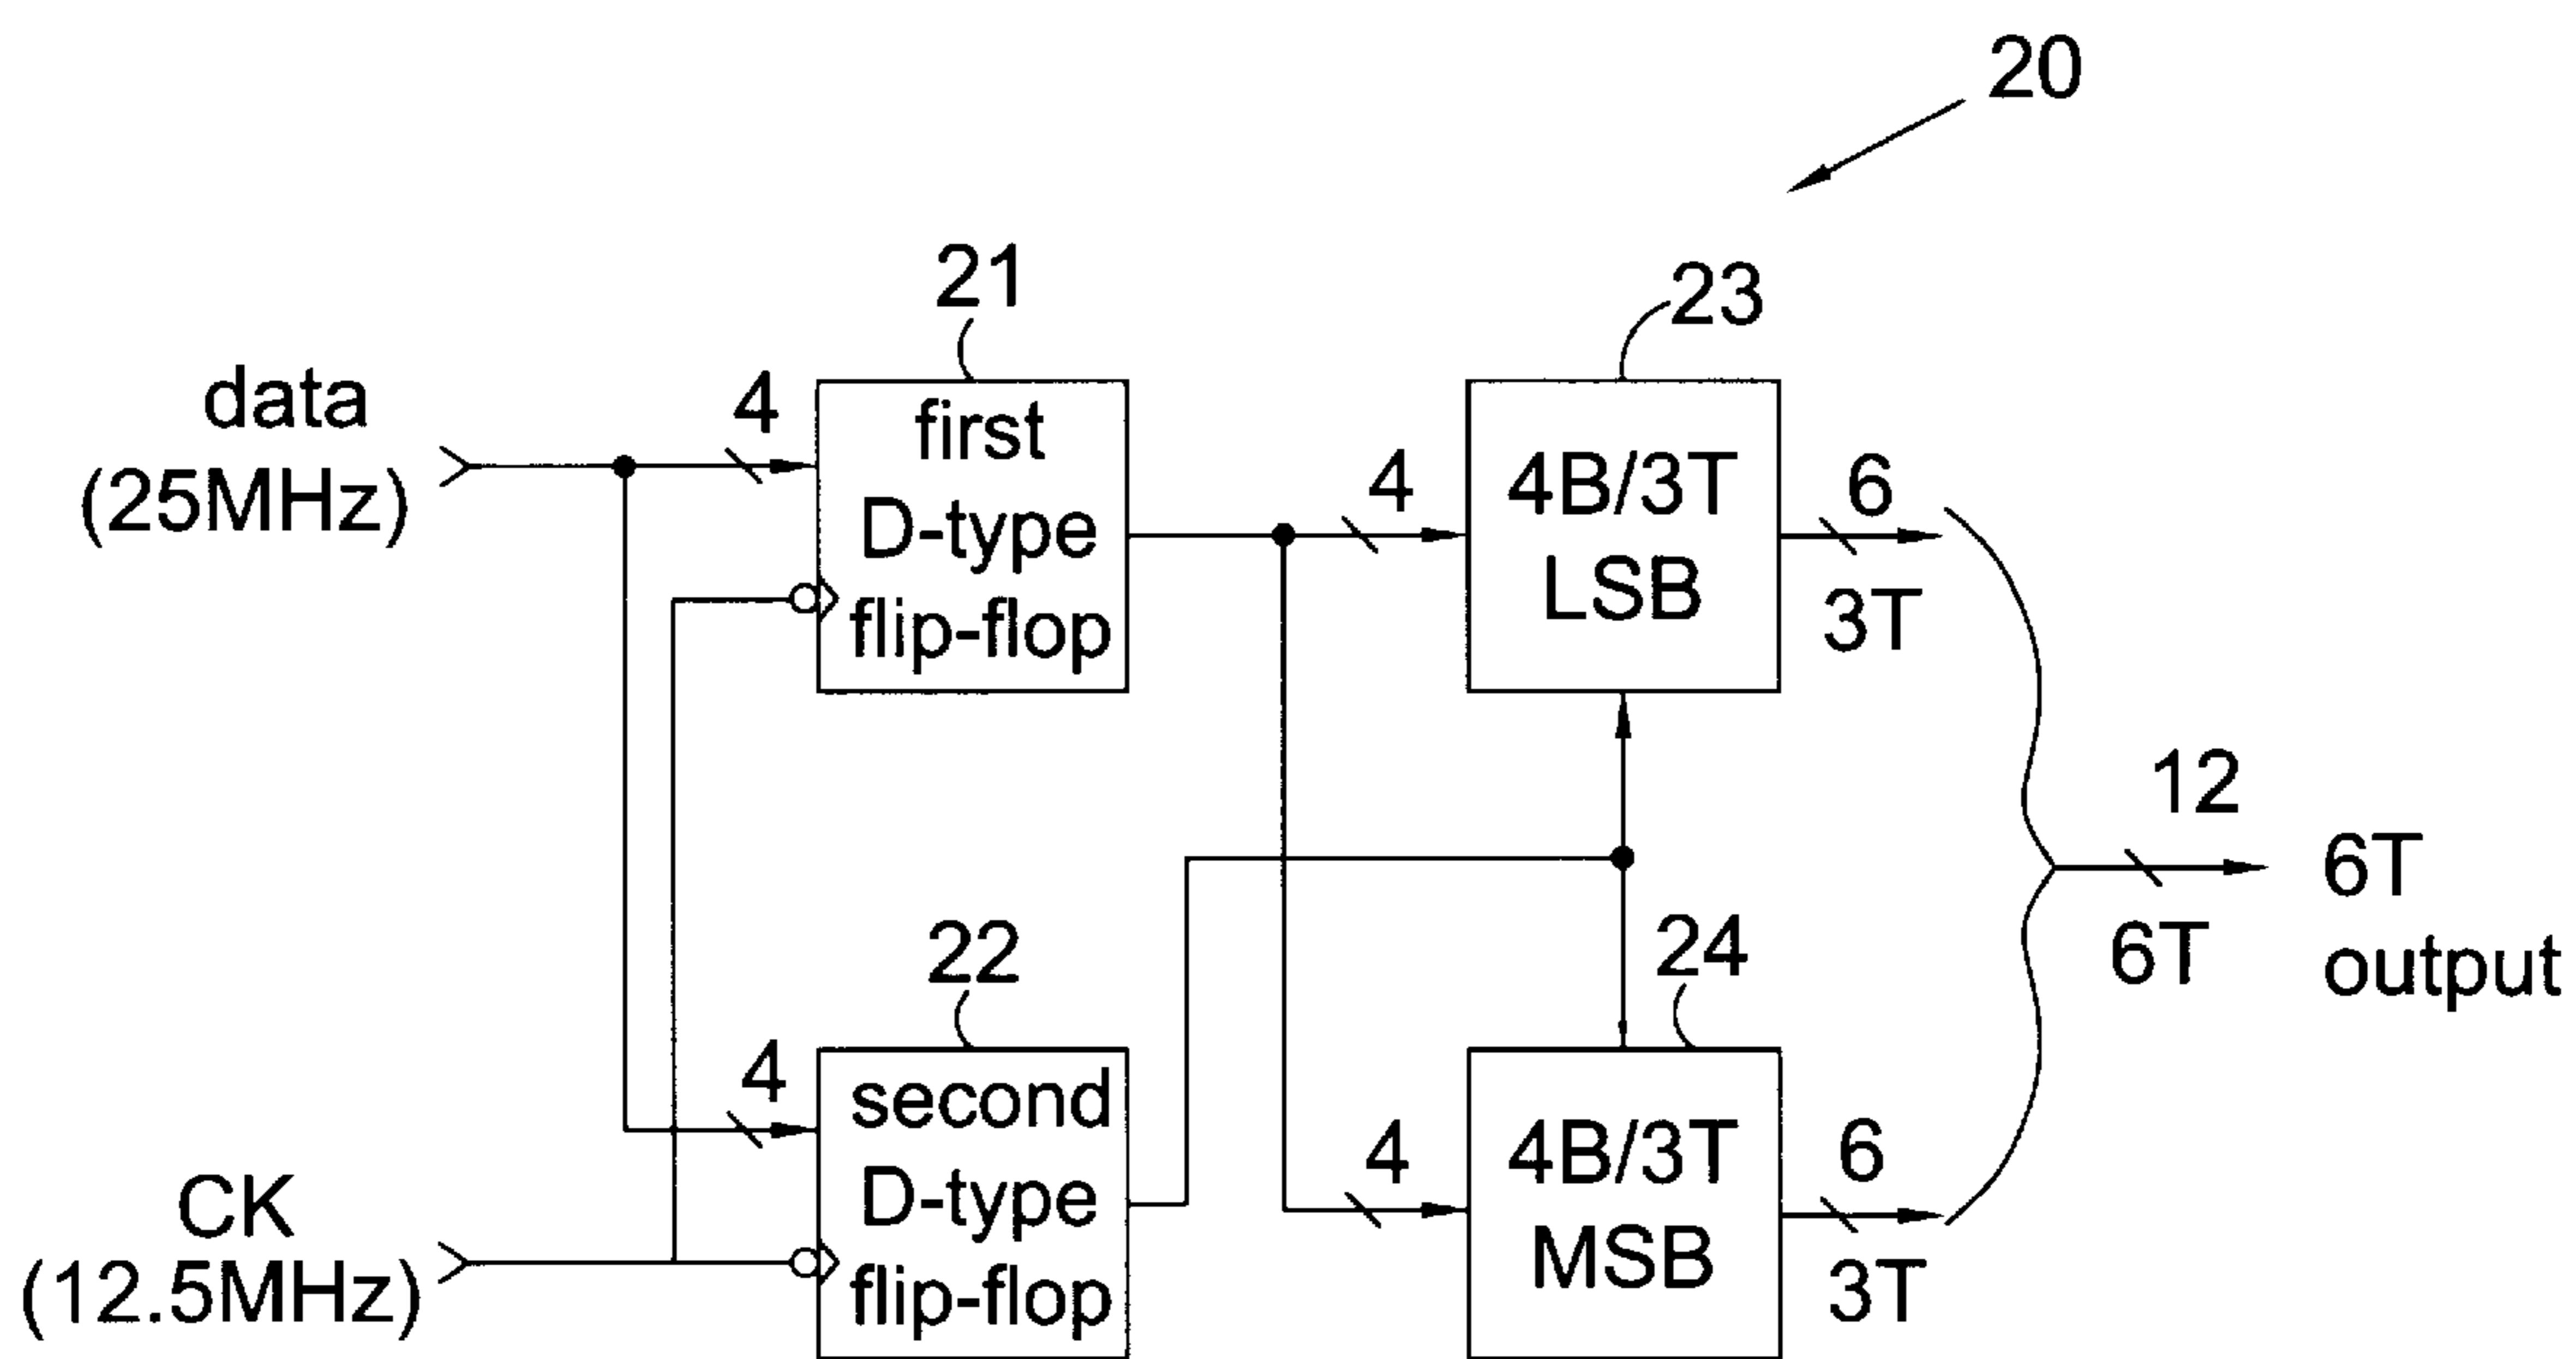 20
21
23
data
(25MHz)
4
first
D-type
flip-flop
4
4B/3T
LSB
6
3T
12
6T
6T
output
22
24
4
second
D-type
flip-flop
4
4B/3T
MSB
6
3T
CK
(12.5MHz)